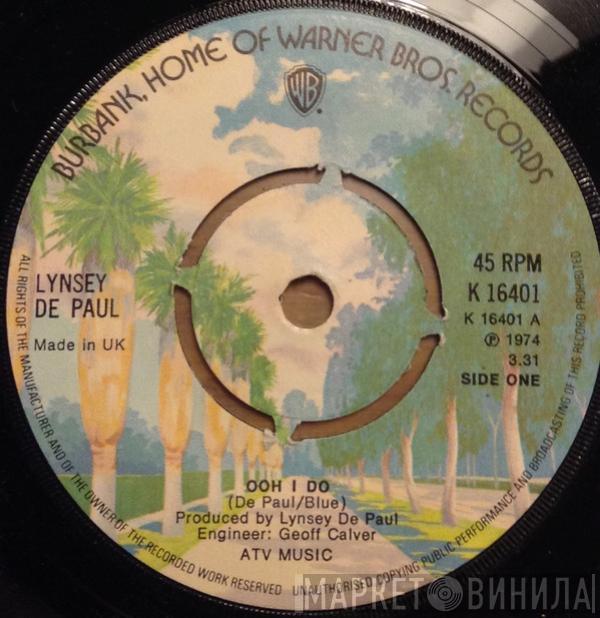 BURBANK, HOME OF WARNER BROS. RECORDS
WB
LYNSEY
DE PAUL
Made in UK
45 RPM
K 16401
K 16401 A
℗ 1974
3.31
SIDE ONE
OOH I DO
(De Paul/Blue)
Produced by Lynsey De Paul
Engineer: Geoff Calver
ATV MUSIC
ALL RIGHTS OF THE MANUFACTURER AND OF THE OWNER OF THE RECORDED WORK RESERVED UNAUTHORISED COPYING PUBLIC PERFORMANCE AND BROADCASTING OF THIS RECORD PROHIBITED
МАРКЕТ ВИНИЛА